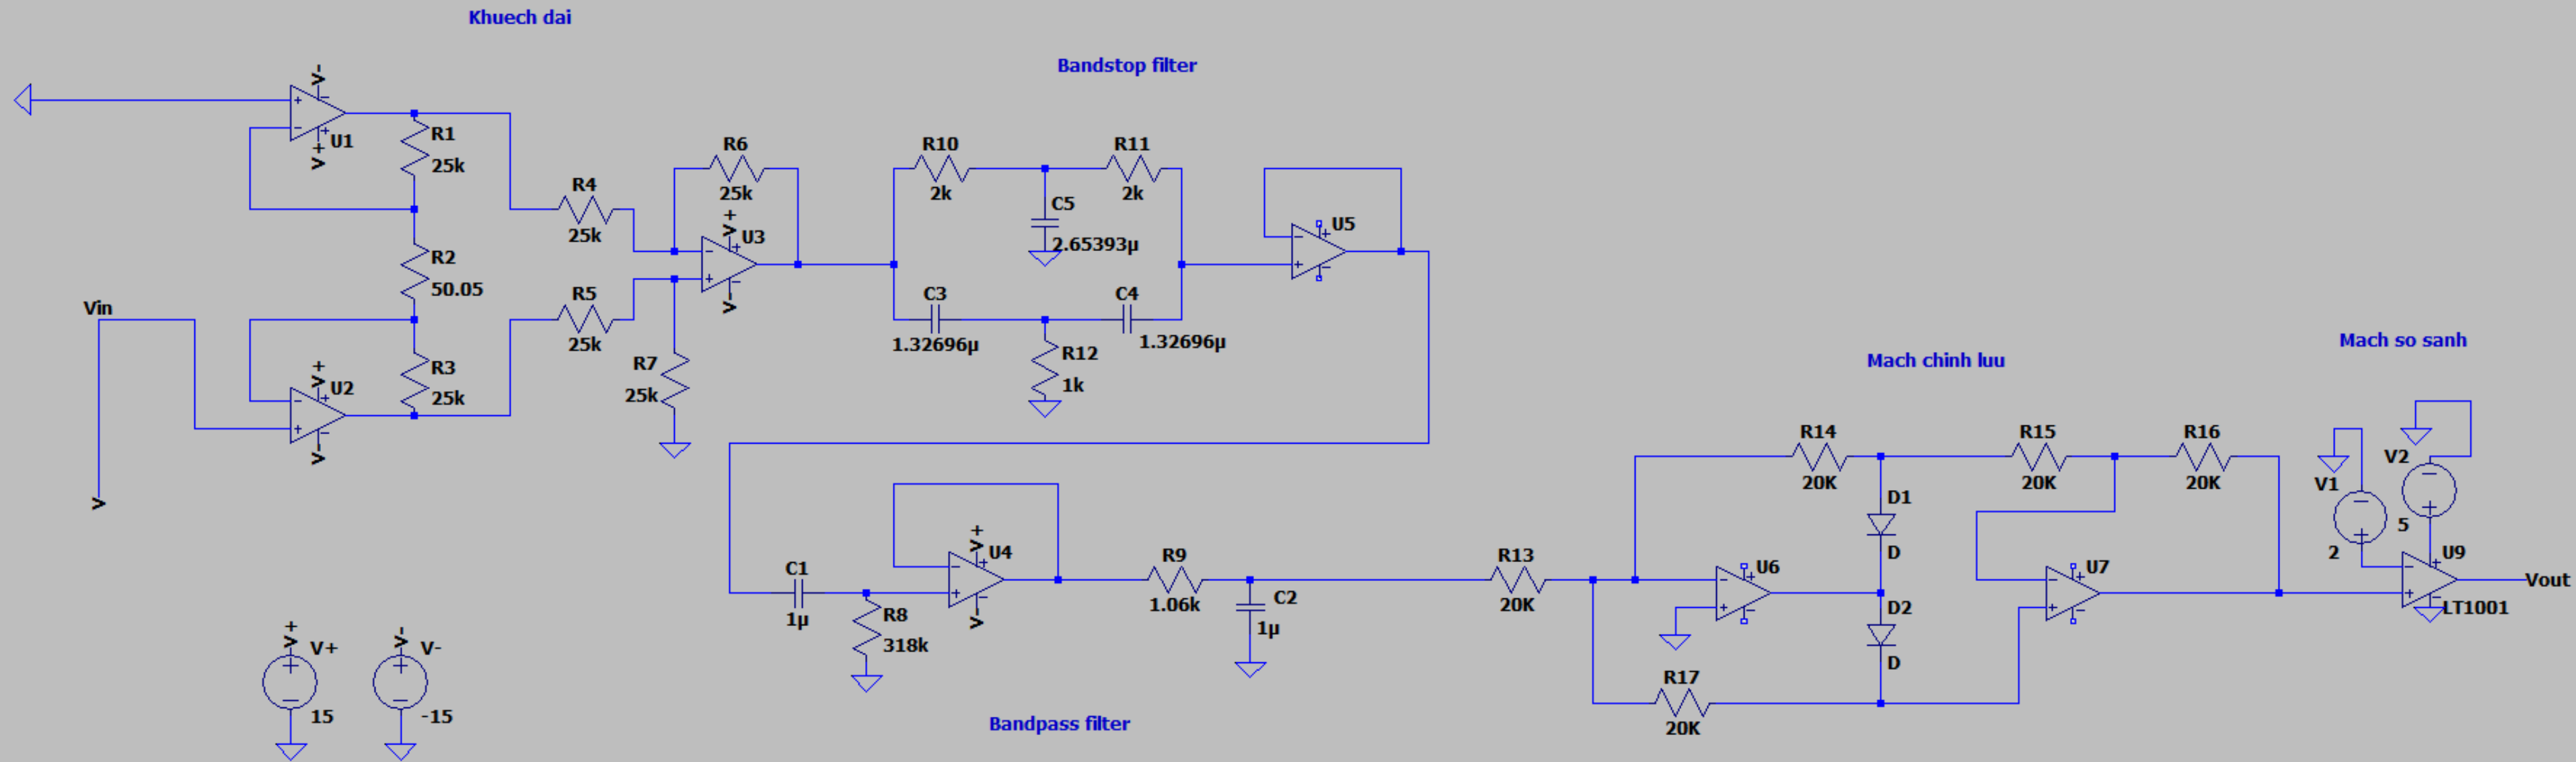 Khuech dai
Bandstop filter
V-
U1
V+
R1
25k
R4
25k
R6
25k
V+
U3
V-
R10
2k
R11
2k
C5
2.65393µ
U5
R2
50.05
R5
25k
C3
1.32696µ
C4
1.32696µ
R12
1k
Vin
V+
U2
V-
R3
25k
R7
25k
V
Mach chinh luu
Mach so sanh
R14
20K
R15
20K
R16
20K
V2
5
V1
2
D1
D
D2
D
C1
1µ
V+
U4
V-
R8
318k
R9
1.06k
C2
1µ
R13
20K
U6
U7
U9
LT1001
Vout
R17
20K
V+
V+
15
V-
V-
-15
Bandpass filter